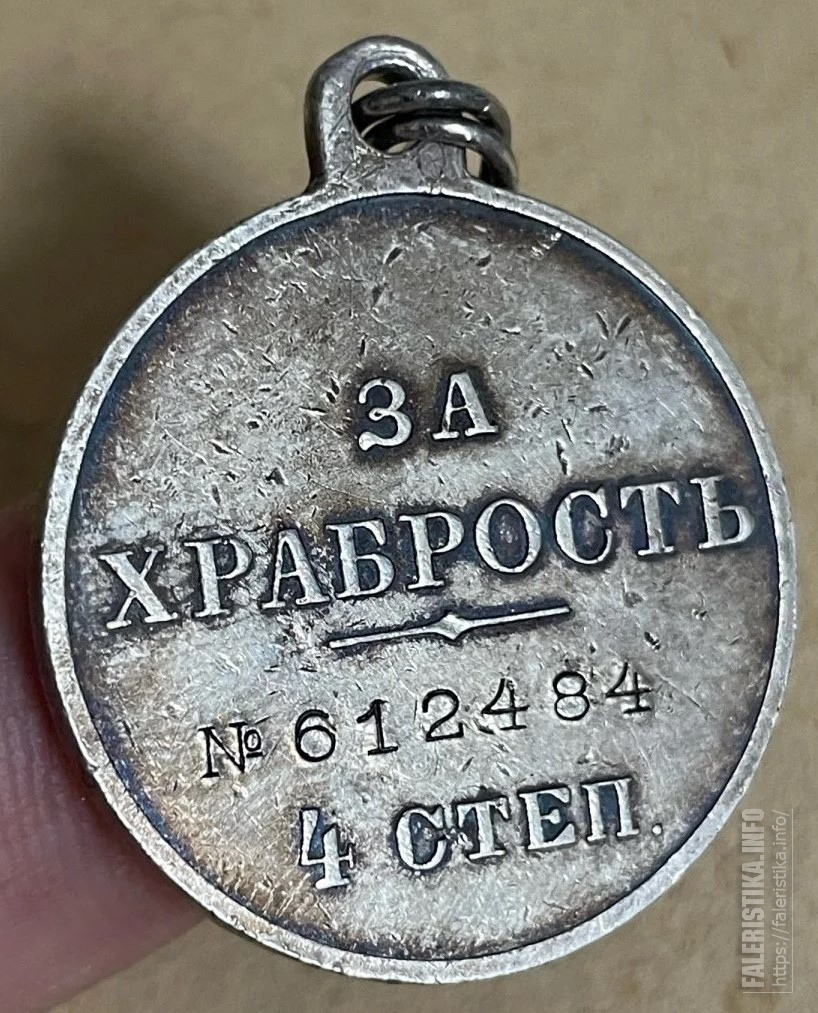 ЗА
ХРАБРОСТЬ
№ 612484
4 СТЕП.
FALERISTIKA.INFO
https://faleristika.info/